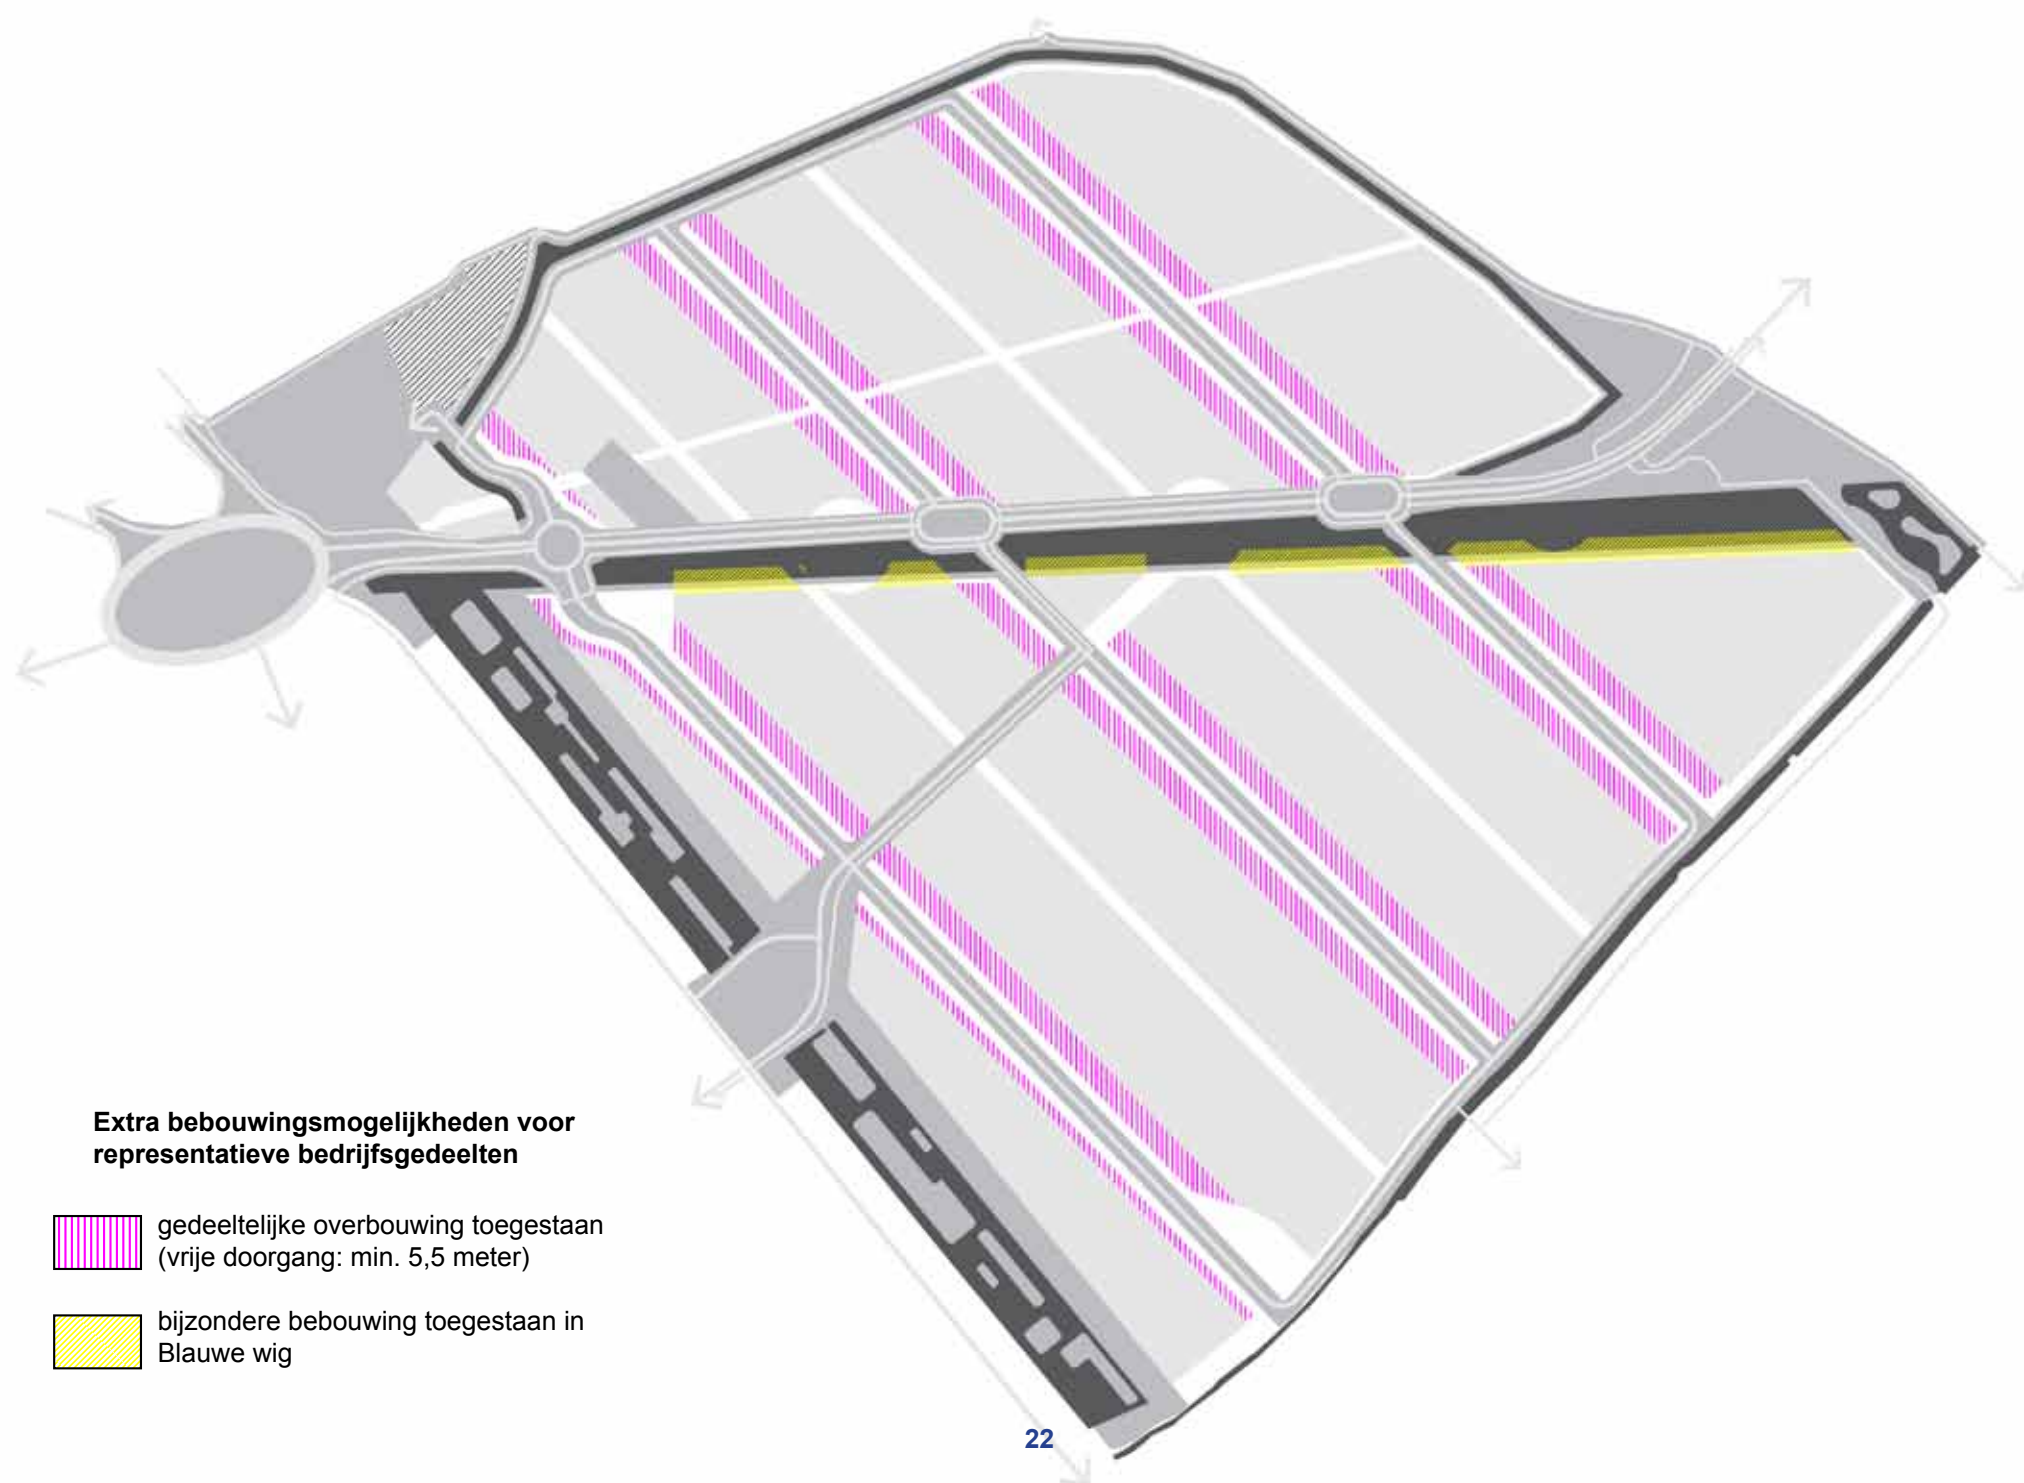 Extra bebouwingsmogelijkheden voor
representatieve bedrijfsgedeelten
gedeeltelijke overbouwing toegestaan
(vrije doorgang: min. 5,5 meter)
bijzondere bebouwing toegestaan in
Blauwe wig
22